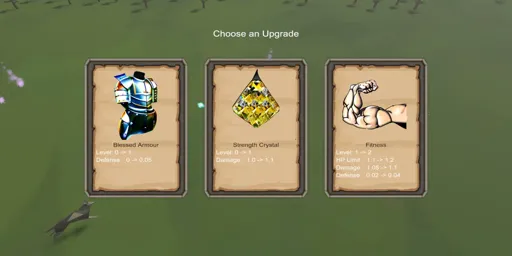 Choose an Upgrade
Blessed Armour
Level 0 -> 1
Defense 0 -> 0.05
Strength Crystal
Level 0 -> 1
Damage 1.0 -> 1.1
Fitness
Level 1 -> 2
HP Limit 1.1 -> 1.2
Damage 1.05 -> 1.1
Defense 0.02 -> 0.04